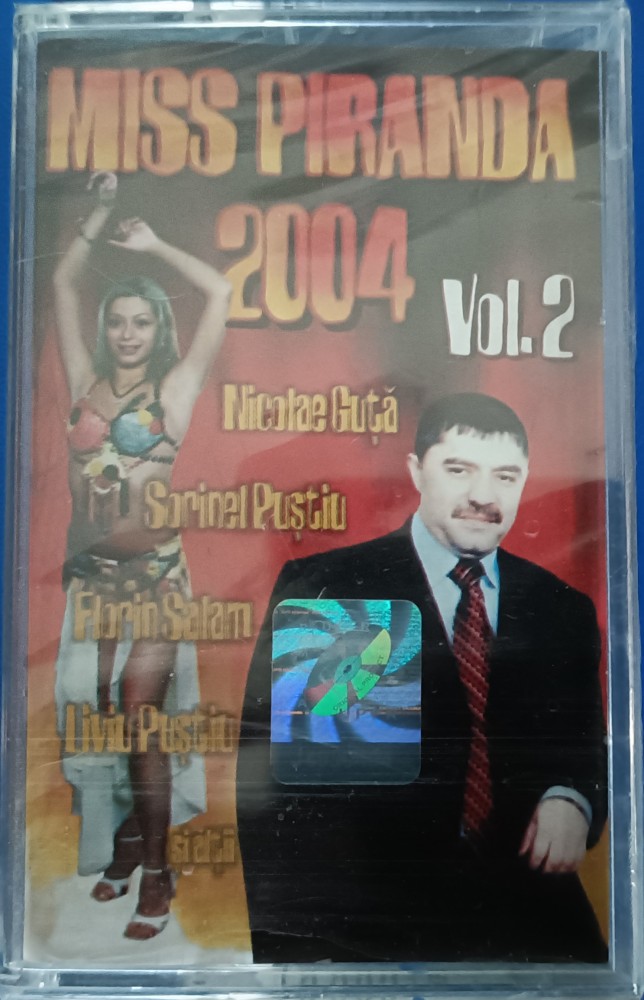 MISS PIRANDA
2004
Vol. 2
Nicolae Guță
Sorinel Puștiu
Florin Salam
Liviu Puștiu
și alții